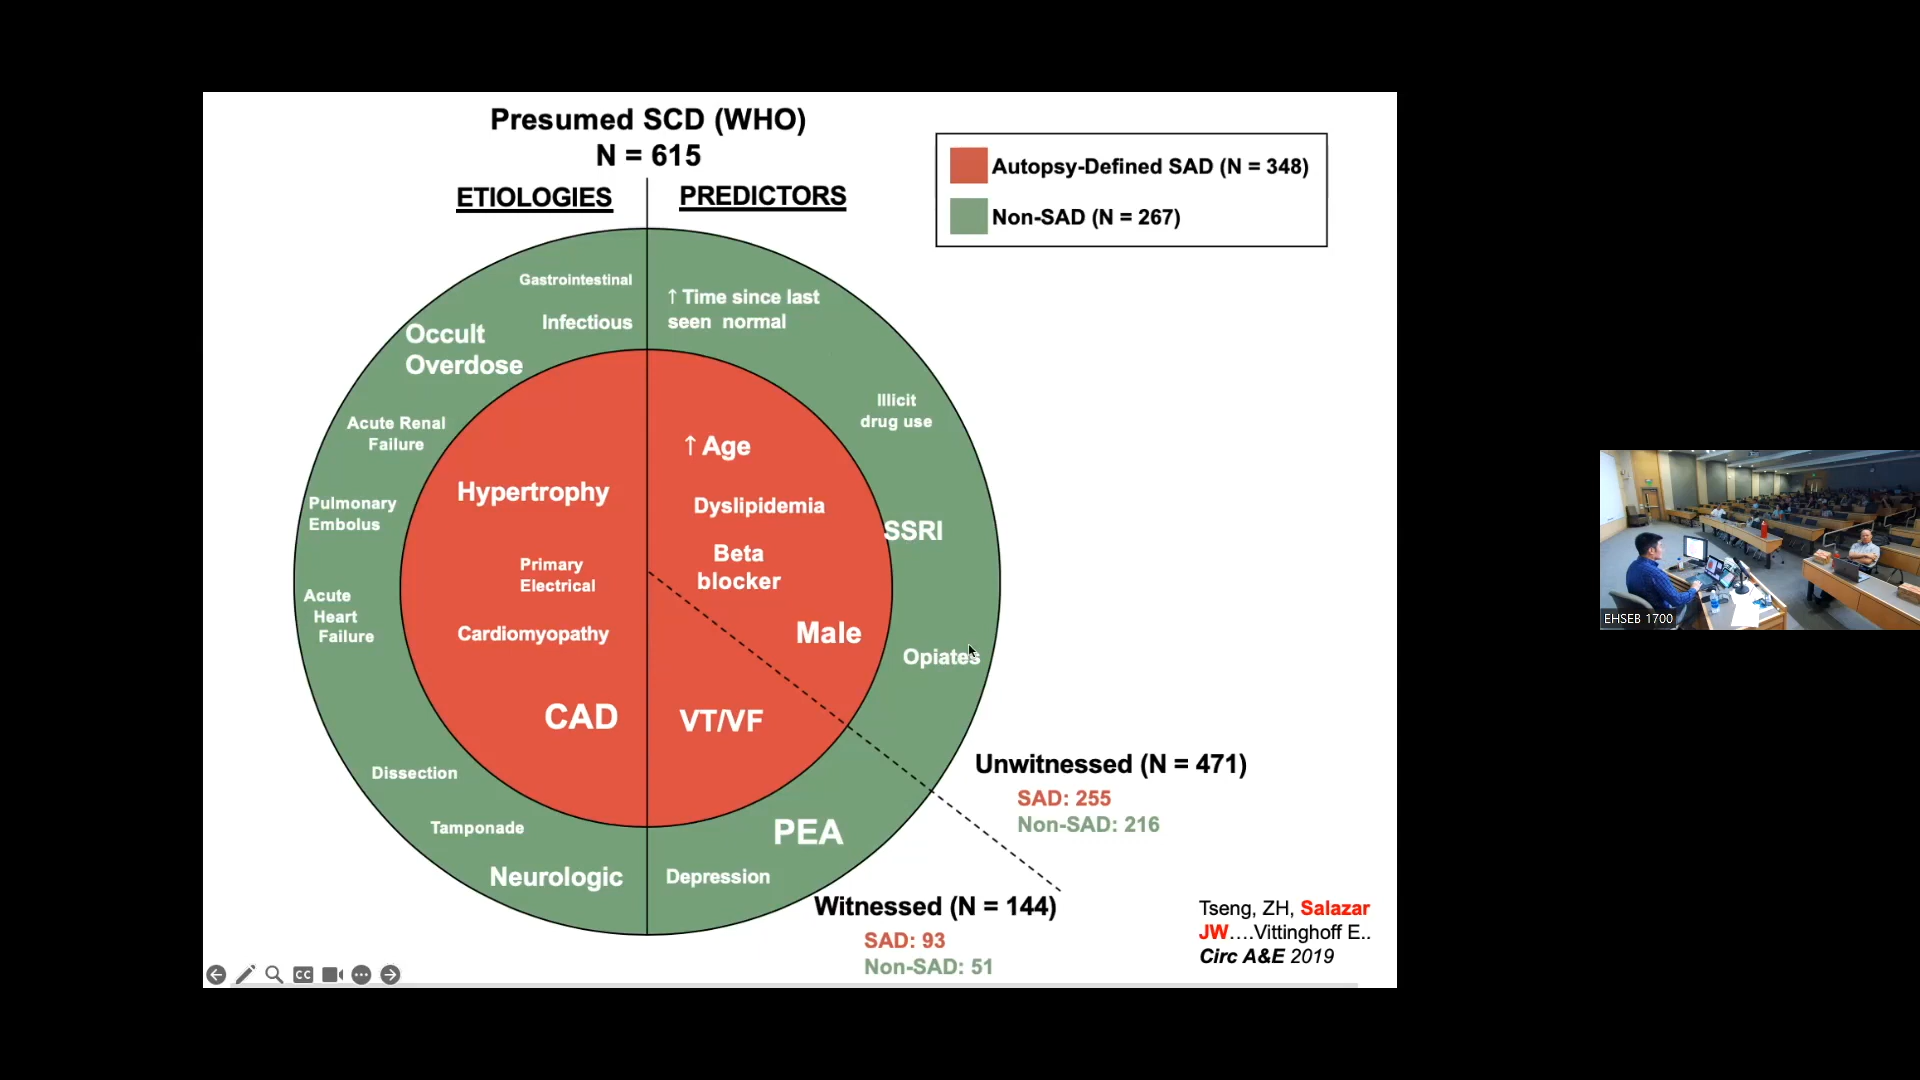 Presumed SCD (WHO)
N = 615
ETIOLOGIES
PREDICTORS
Autopsy-Defined SAD (N = 348)
Non-SAD (N = 267)
Gastrointestinal
Infectious
Occult
Overdose
Acute Renal
Failure
Pulmonary
Embolus
Acute
Heart
Failure
Dissection
Tamponade
Neurologic
Hypertrophy
Primary
Electrical
Cardiomyopathy
CAD
↑ Time since last
seen normal
Illicit
drug use
SSRI
Opiates
PEA
Depression
↑ Age
Dyslipidemia
Beta
blocker
Male
VT/VF
Unwitnessed (N = 471)
SAD: 255
Non-SAD: 216
Witnessed (N = 144)
SAD: 93
Non-SAD: 51
Tseng, ZH, Salazar
JW….Vittinghoff E..
Circ A&E 2019
CC
EHSEB 1700